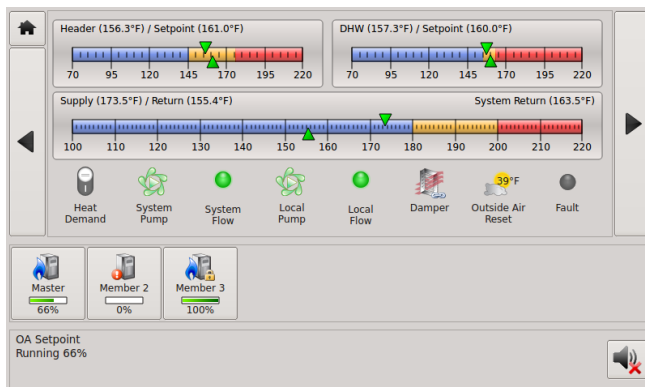 Header (156.3°F) / Setpoint (161.0°F)
70 95 120 145 170 195 220
DHW (157.3°F) / Setpoint (160.0°F)
70 95 120 145 170 195 220
Supply (173.5°F) / Return (155.4°F) System Return (163.5°F)
100 110 120 130 140 150 160 170 180 190 200 210 220
39°F
Heat
Demand
System
Pump
System
Flow
Local
Pump
Local
Flow
Damper
Outside Air
Reset
Fault
Master
66%
Member 2
0%
Member 3
100%
OA Setpoint
Running 66%